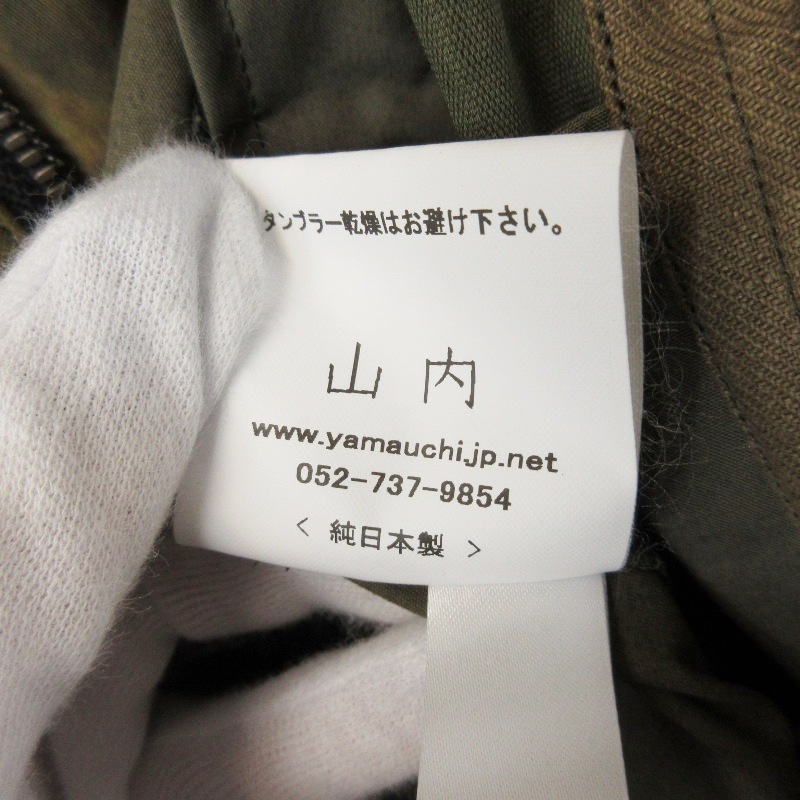 タンブラー乾燥はお避け下さい。
山内
www.yamauchi.jp.net
052-737-9854
< 純日本製 >